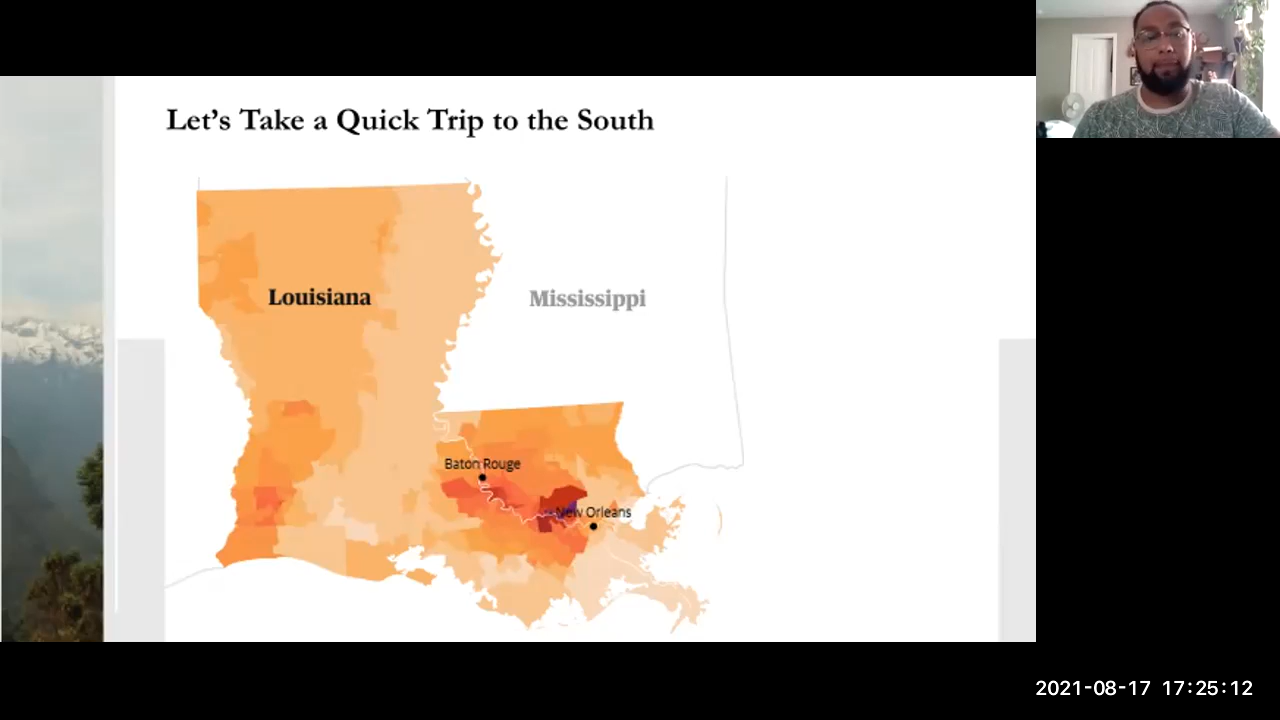 Let's Take a Quick Trip to the South
Louisiana
Mississippi
Baton Rouge
New Orleans
2021-08-17 17:25:12